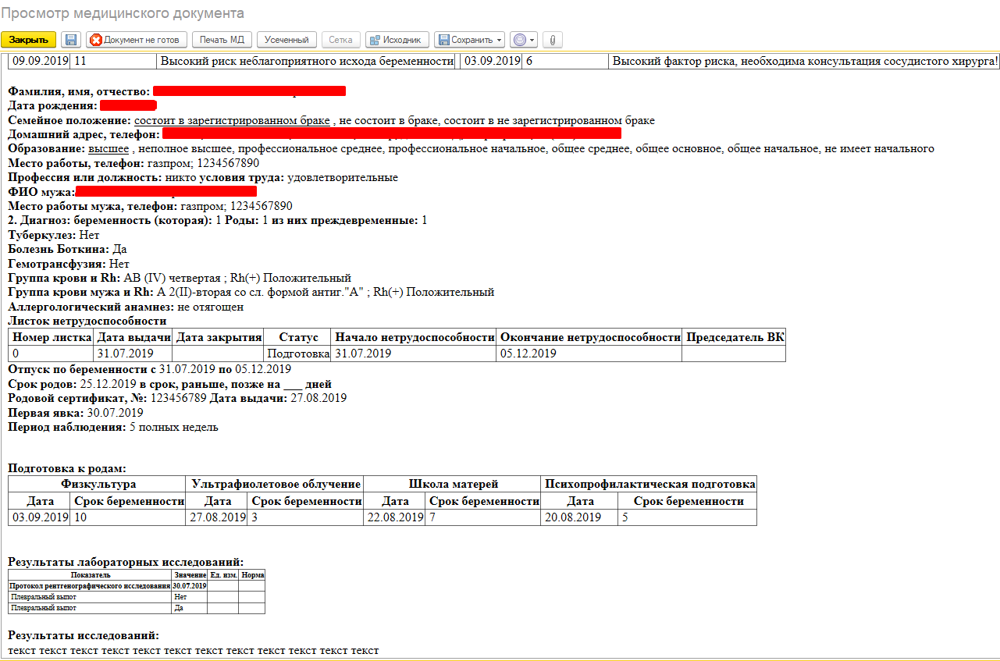 Просмотр медицинского документа
Закрыть Документ не готов Печать МД Усеченный Сетка Исходник Сохранить
09.09.2019 11 Высокий риск неблагоприятного исхода беременности 03.09.2019 6 Высокий фактор риска, необходима консультация сосудистого хирурга!
Фамилия, имя, отчество:
Дата рождения:
Семейное положение: состоит в зарегистрированном браке , не состоит в браке, состоит в не зарегистрированном браке
Домашний адрес, телефон:
Образование: высшее , неполное высшее, профессиональное среднее, профессиональное начальное, общее среднее, общее основное, общее начальное, не имеет начального
Место работы, телефон: газпром; 1234567890
Профессия или должность: никто условия труда: удовлетворительные
ФИО мужа:
Место работы мужа, телефон: газпром; 1234567890
2. Диагноз: беременность (которая): 1 Роды: 1 из них преждевременные: 1
Туберкулез: Нет
Болезнь Боткина: Да
Гемотрансфузия: Нет
Группа крови и Rh: AB (IV) четвертая ; Rh(+) Положительный
Группа крови мужа и Rh: A 2(II)-вторая со сл. формой антиг."А" ; Rh(+) Положительный
Аллергологический анамнез: не отягощен
Листок нетрудоспособности
Номер листка Дата выдачи Дата закрытия Статус Начало нетрудоспособности Окончание нетрудоспособности Председатель ВК
0 31.07.2019 Подготовка 31.07.2019 05.12.2019
Отпуск по беременности с 31.07.2019 по 05.12.2019
Срок родов: 25.12.2019 в срок, раньше, позже на ___ дней
Родовой сертификат, №: 123456789 Дата выдачи: 27.08.2019
Первая явка: 30.07.2019
Период наблюдения: 5 полных недель
Подготовка к родам:
Физкультура Ультрафиолетовое облучение Школа матерей Психопрофилактическая подготовка
Дата Срок беременности Дата Срок беременности Дата Срок беременности Дата Срок беременности
03.09.2019 10 27.08.2019 3 22.08.2019 7 20.08.2019 5
Результаты лабораторных исследований:
Показатель Значение Ед. изм. Норма
Протокол рентгенографического исследования 30.07.2019
Плевральный выпот Нет
Плевральный выпот Да
Результаты исследований:
текст текст текст текст текст текст текст текст текст текст текст текст